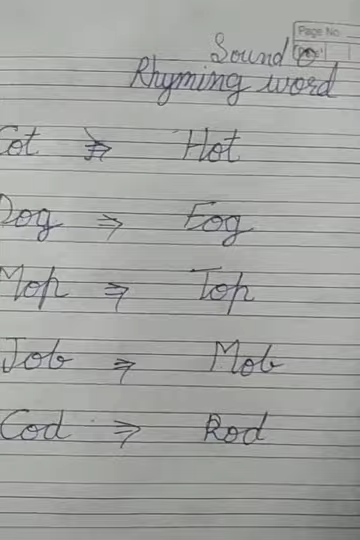 Page No
Sound "O"
Rhyming word
Cot ⇒ Hot
Dog ⇒ Fog
Mop ⇒ Top
Job ⇒ Mob
Cod ⇒ Rod